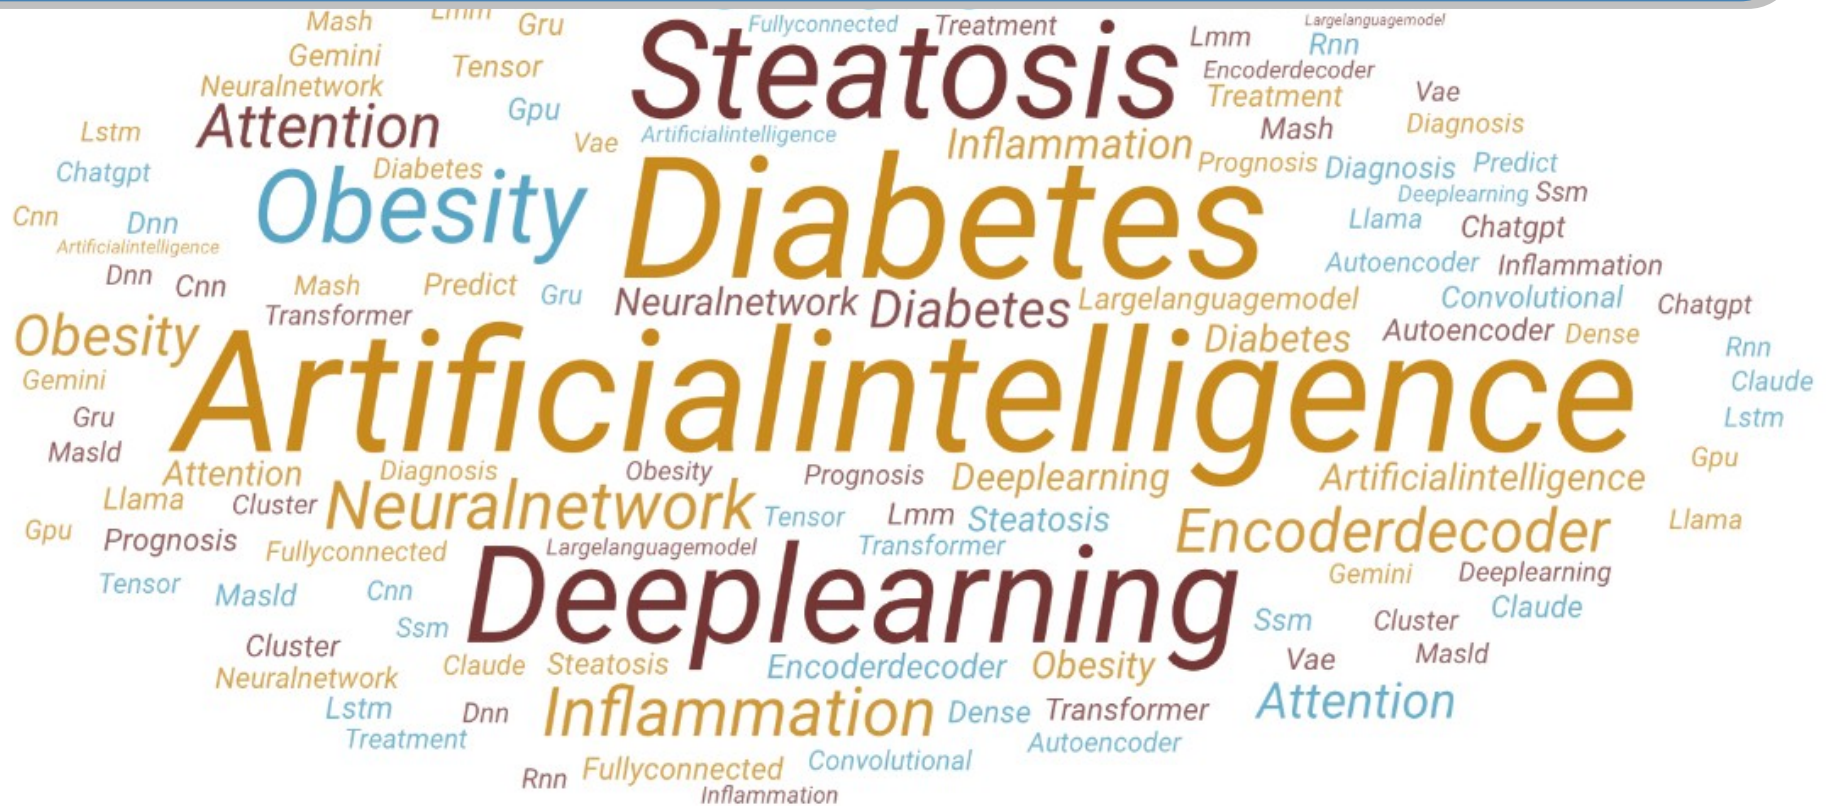 Mash Lmm Gru Steatosis Fullyconnected Treatment Largelanguagemodel
Lmm Rnn
Gemini Tensor Encoderdecoder
Neuralnetwork Treatment Vae
Attention Gpu Mash Diagnosis
Lstm Vae Artificialintelligence Inflammation
Chatgpt Diabetes Prognosis Diagnosis Predict
Obesity Diabetes Deeplearning Ssm
Cnn Dnn Llama Chatgpt
Artificialintelligence
Dnn Cnn Mash Predict Gru Autoencoder Inflammation
Transformer Neuralnetwork Diabetes Largelanguagemodel Convolutional Chatgpt
Obesity Diabetes Autoencoder Dense
Rnn
Gemini Artificialintelligence Claude
Gru Lstm
Masld Gpu
Attention Diagnosis Obesity Prognosis Deeplearning Artificialintelligence
Llama Cluster Neuralnetwork Tensor Lmm Steatosis Encoderdecoder Llama
Gpu Prognosis Fullyconnected Largelanguagemodel Transformer
Gemini Deeplearning
Tensor Masld Cnn Deeplearning Claude
Ssm Ssm Cluster
Cluster Vae Masld
Neuralnetwork Claude Steatosis Encoderdecoder Obesity
Lstm Dnn Inflammation Dense Transformer Attention
Treatment Autoencoder
Rnn Fullyconnected Convolutional
Inflammation